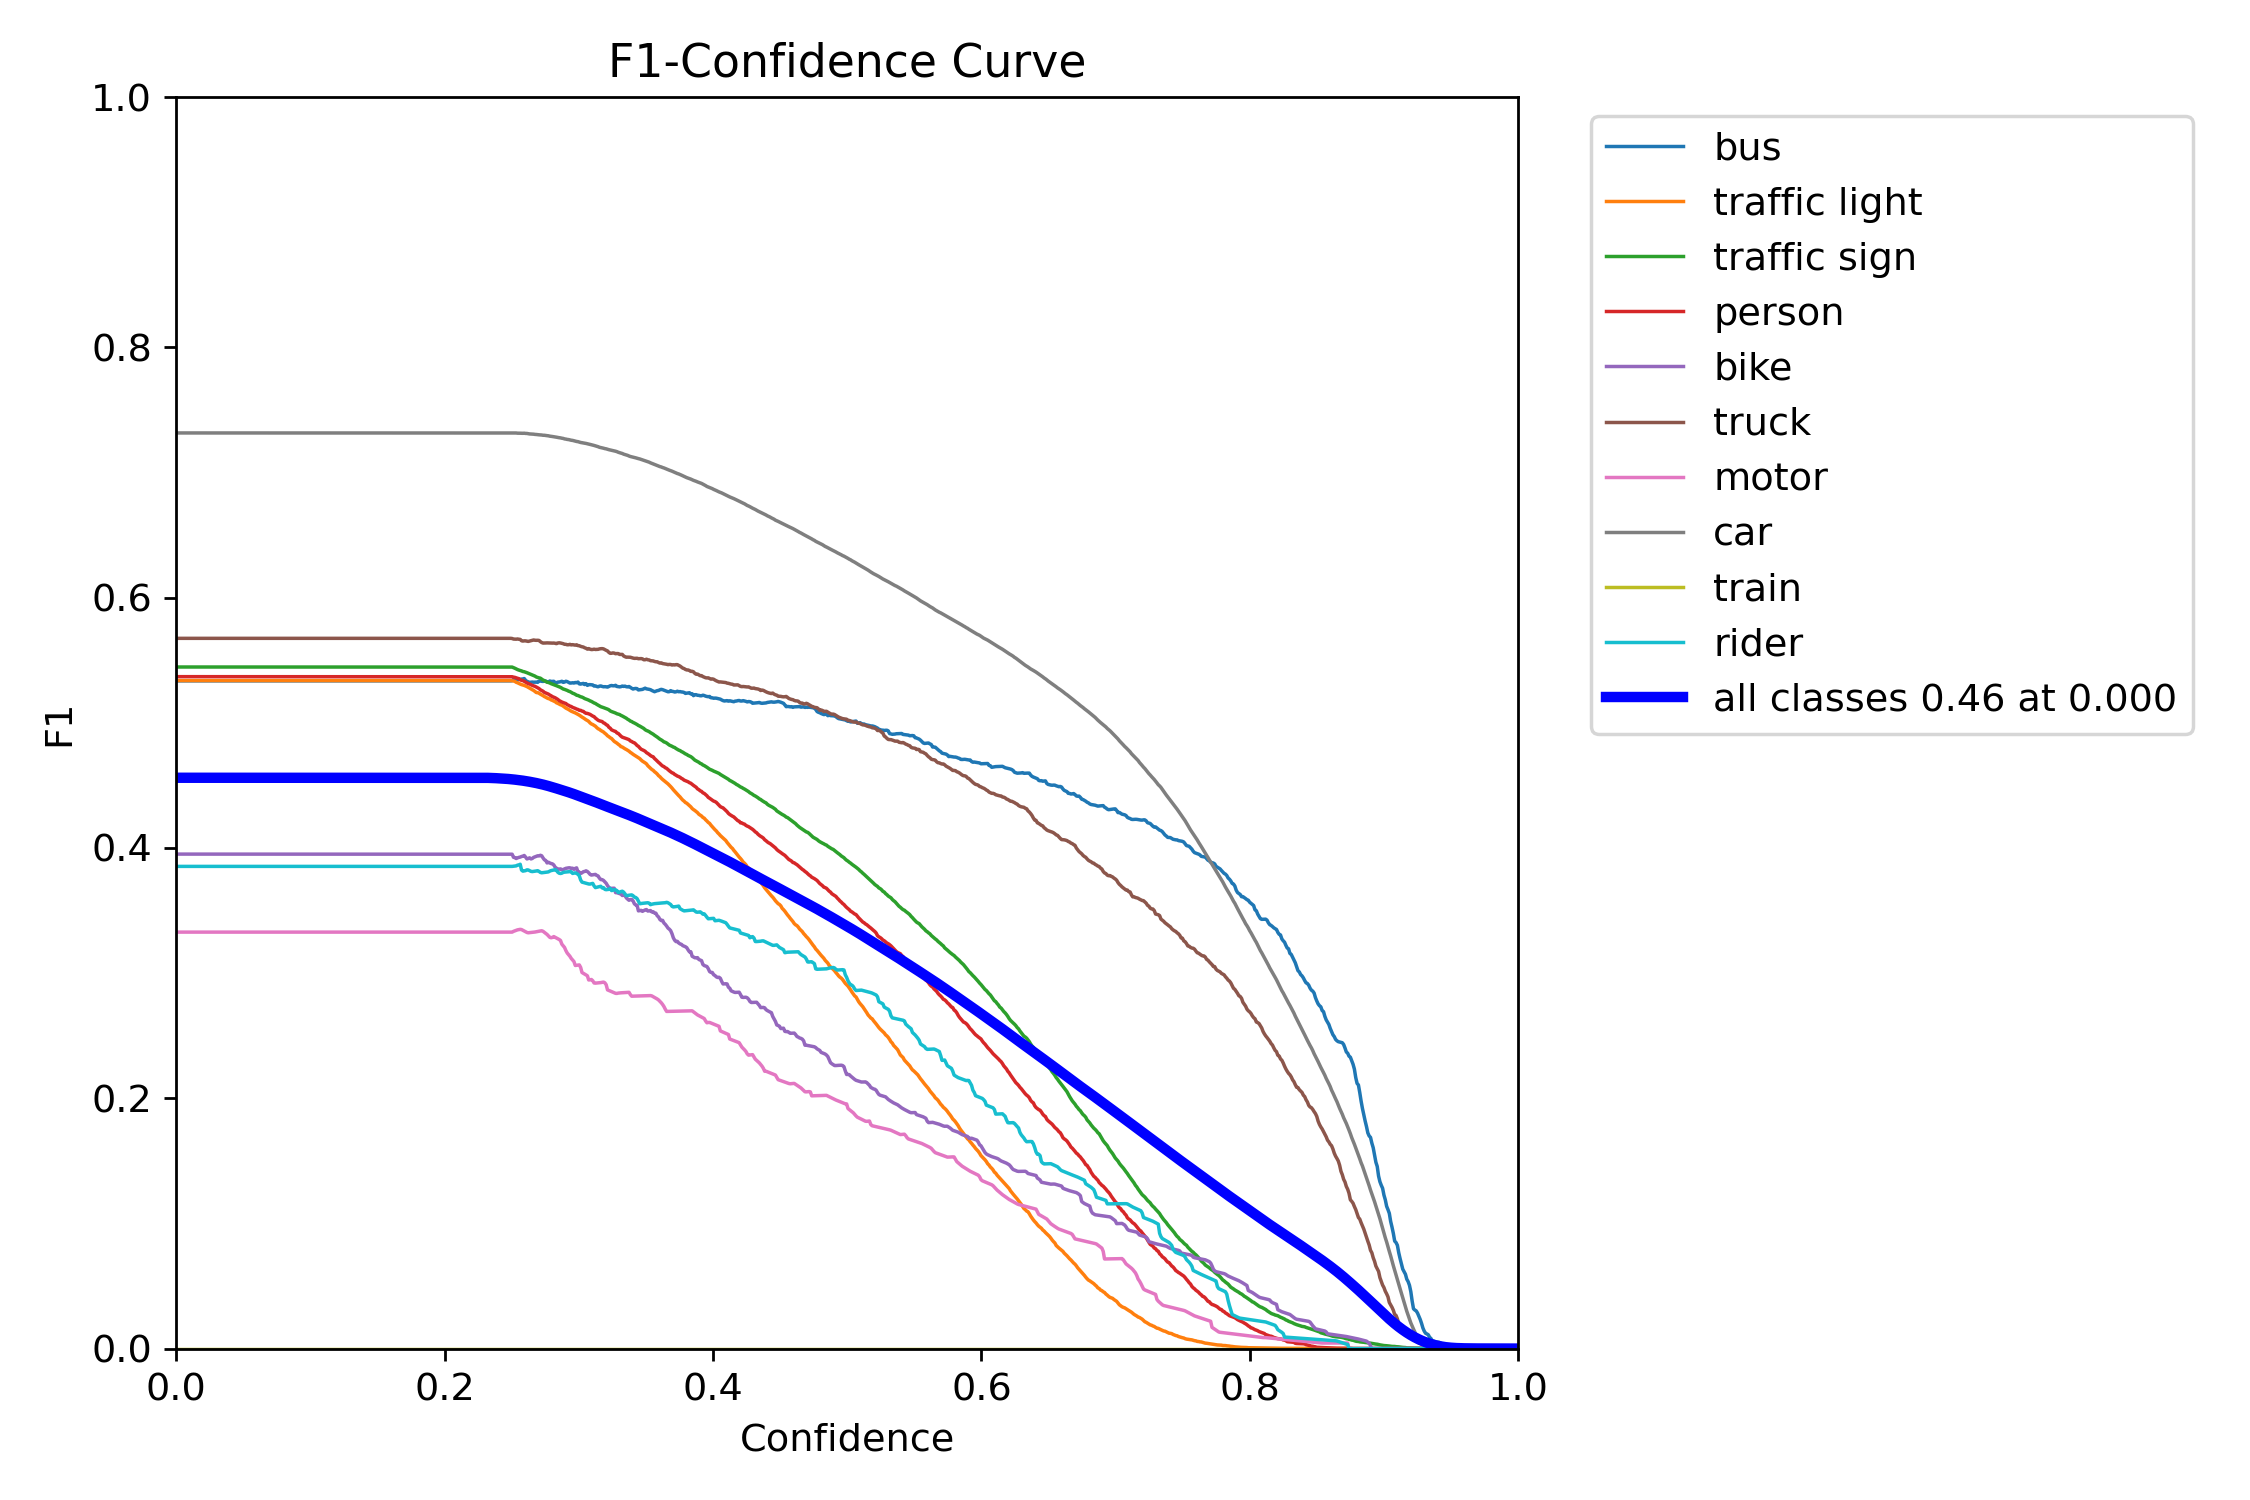 F1-Confidence Curve
1.0
0.8
0.6
0.4
0.2
0.0
F1
0.0 0.2 0.4 0.6 0.8 1.0
Confidence
bus
traffic light
traffic sign
person
bike
truck
motor
car
train
rider
all classes 0.46 at 0.000